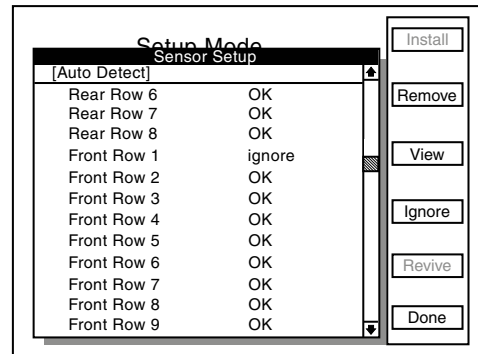 Setup Mode
Sensor Setup
[Auto Detect]
Rear Row 6 OK
Rear Row 7 OK
Rear Row 8 OK
Front Row 1 ignore
Front Row 2 OK
Front Row 3 OK
Front Row 4 OK
Front Row 5 OK
Front Row 6 OK
Front Row 7 OK
Front Row 8 OK
Front Row 9 OK
Install
Remove
View
Ignore
Revive
Done